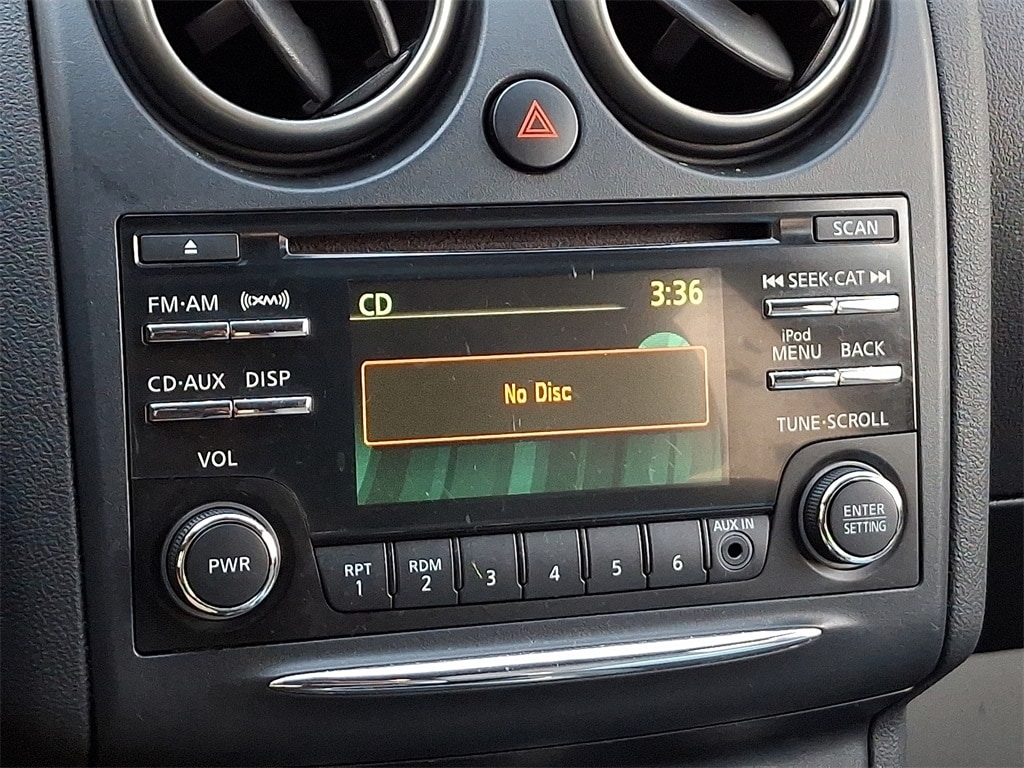 SCAN
FM·AM ((XM))
SEEK·CAT
CD 3:36
iPod
MENU BACK
CD·AUX DISP
No Disc
TUNE·SCROLL
VOL
PWR
ENTER
SETTING
RPT
1
RDM
2
3
4
5
6
AUX IN